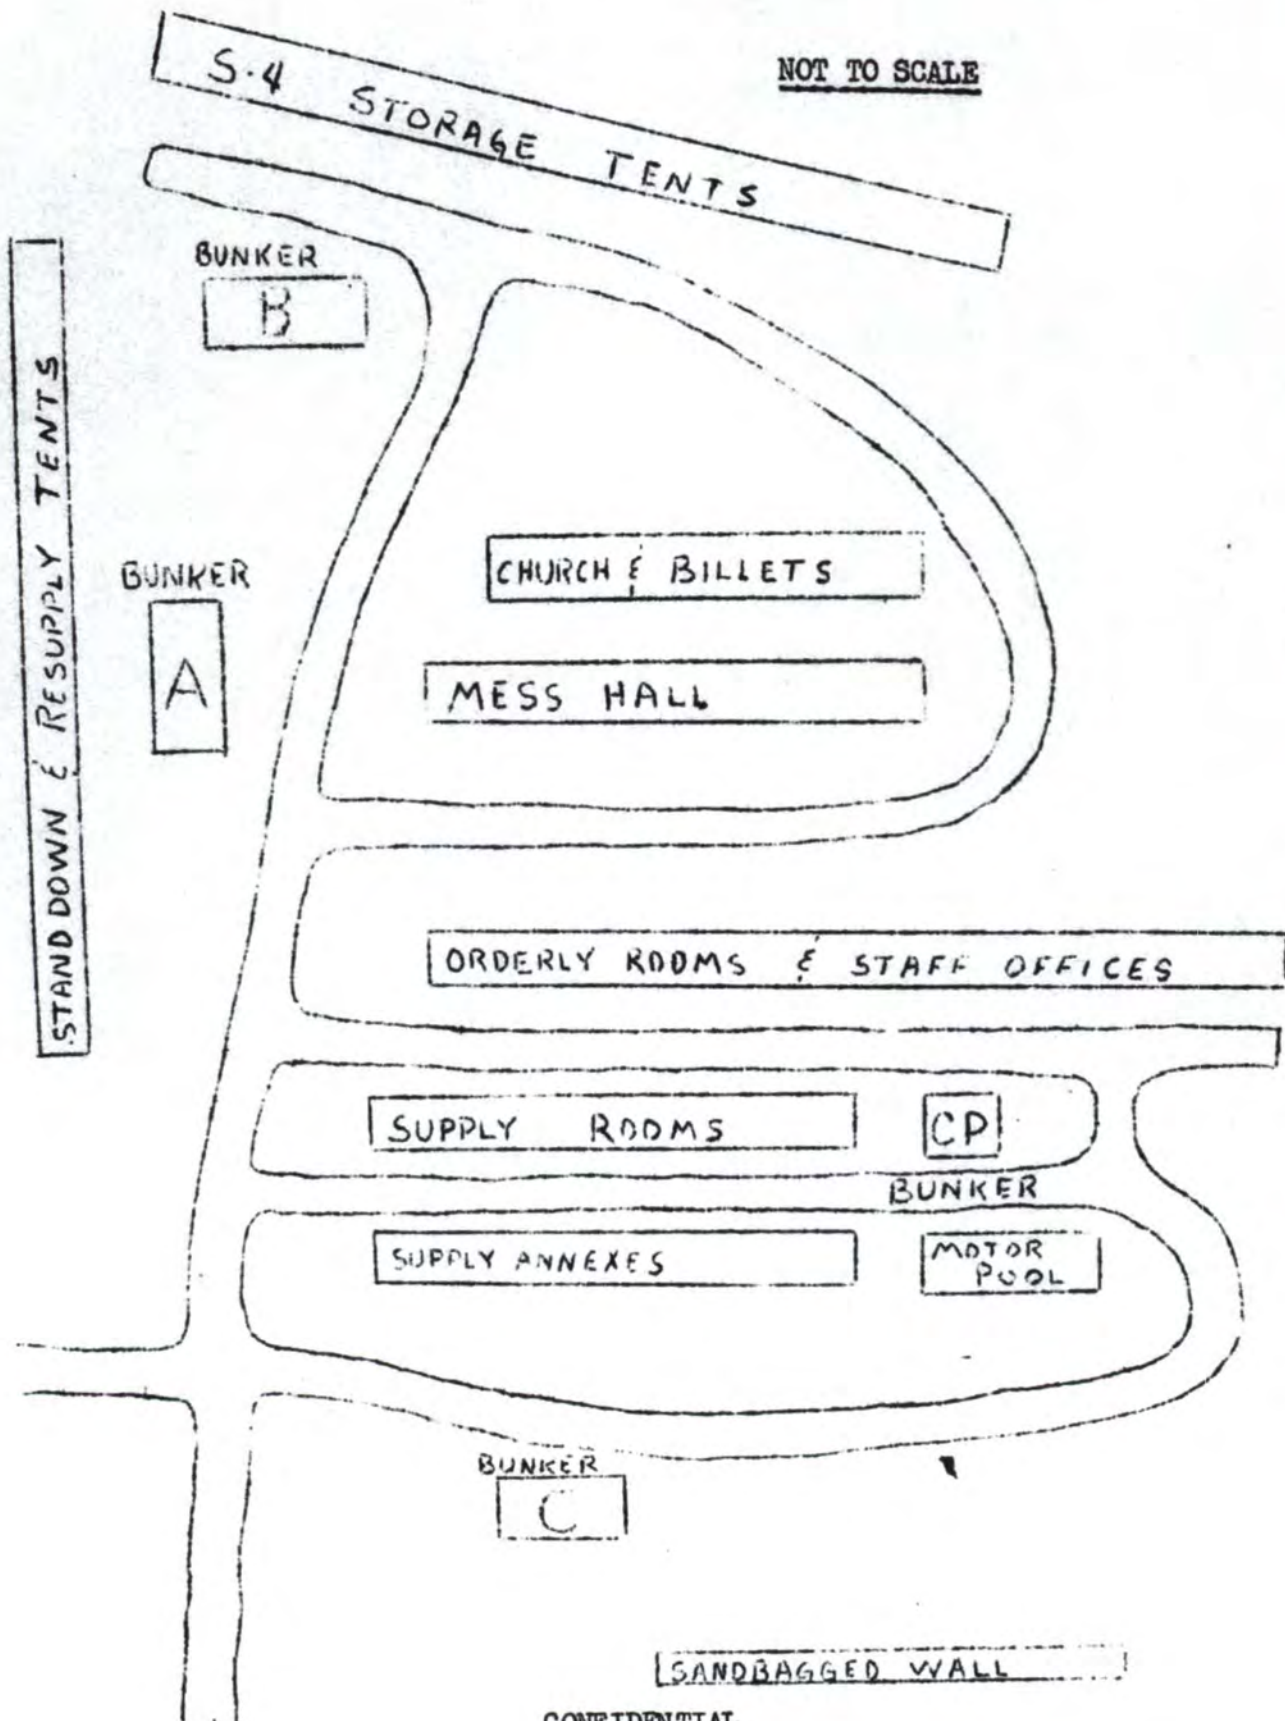 NOT TO SCALE
S-4 STORAGE TENTS
BUNKER
B
STAND DOWN & RESUPPLY TENTS
BUNKER
A
CHURCH & BILLETS
MESS HALL
ORDERLY ROOMS & STAFF OFFICES
SUPPLY ROOMS
CP
BUNKER
SUPPLY ANNEXES
MOTOR
POOL
BUNKER
C
SANDBAGGED WALL
CONFIDENTIAL